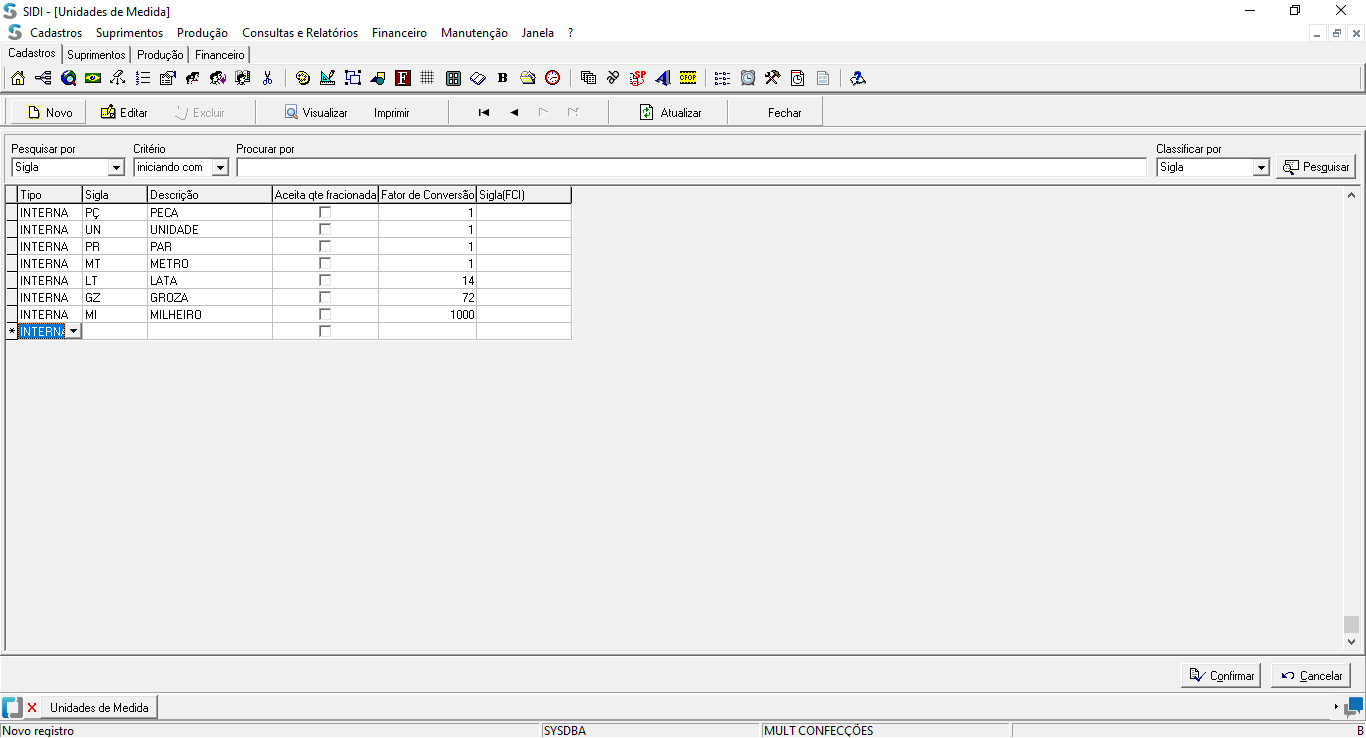 SIDI - [Unidades de Medida]
Cadastros Suprimentos Produção Consultas e Relatórios Financeiro Manutenção Janela ?
Cadastros Suprimentos Produção Financeiro
F B SP CFOP
Novo Editar Excluir Visualizar Imprimir Atualizar Fechar
Pesquisar por Critério Procurar por Classificar por
Sigla iniciando com Sigla Pesquisar
Tipo Sigla Descrição Aceita qte fracionada Fator de Conversão Sigla(FCI)
INTERNA PÇ PECA 1
INTERNA UN UNIDADE 1
INTERNA PR PAR 1
INTERNA MT METRO 1
INTERNA LT LATA 14
INTERNA GZ GROZA 72
INTERNA MI MILHEIRO 1000
* INTERNA
Confirmar Cancelar
Unidades de Medida
Novo registro SYSDBA MULT CONFECÇÕES B